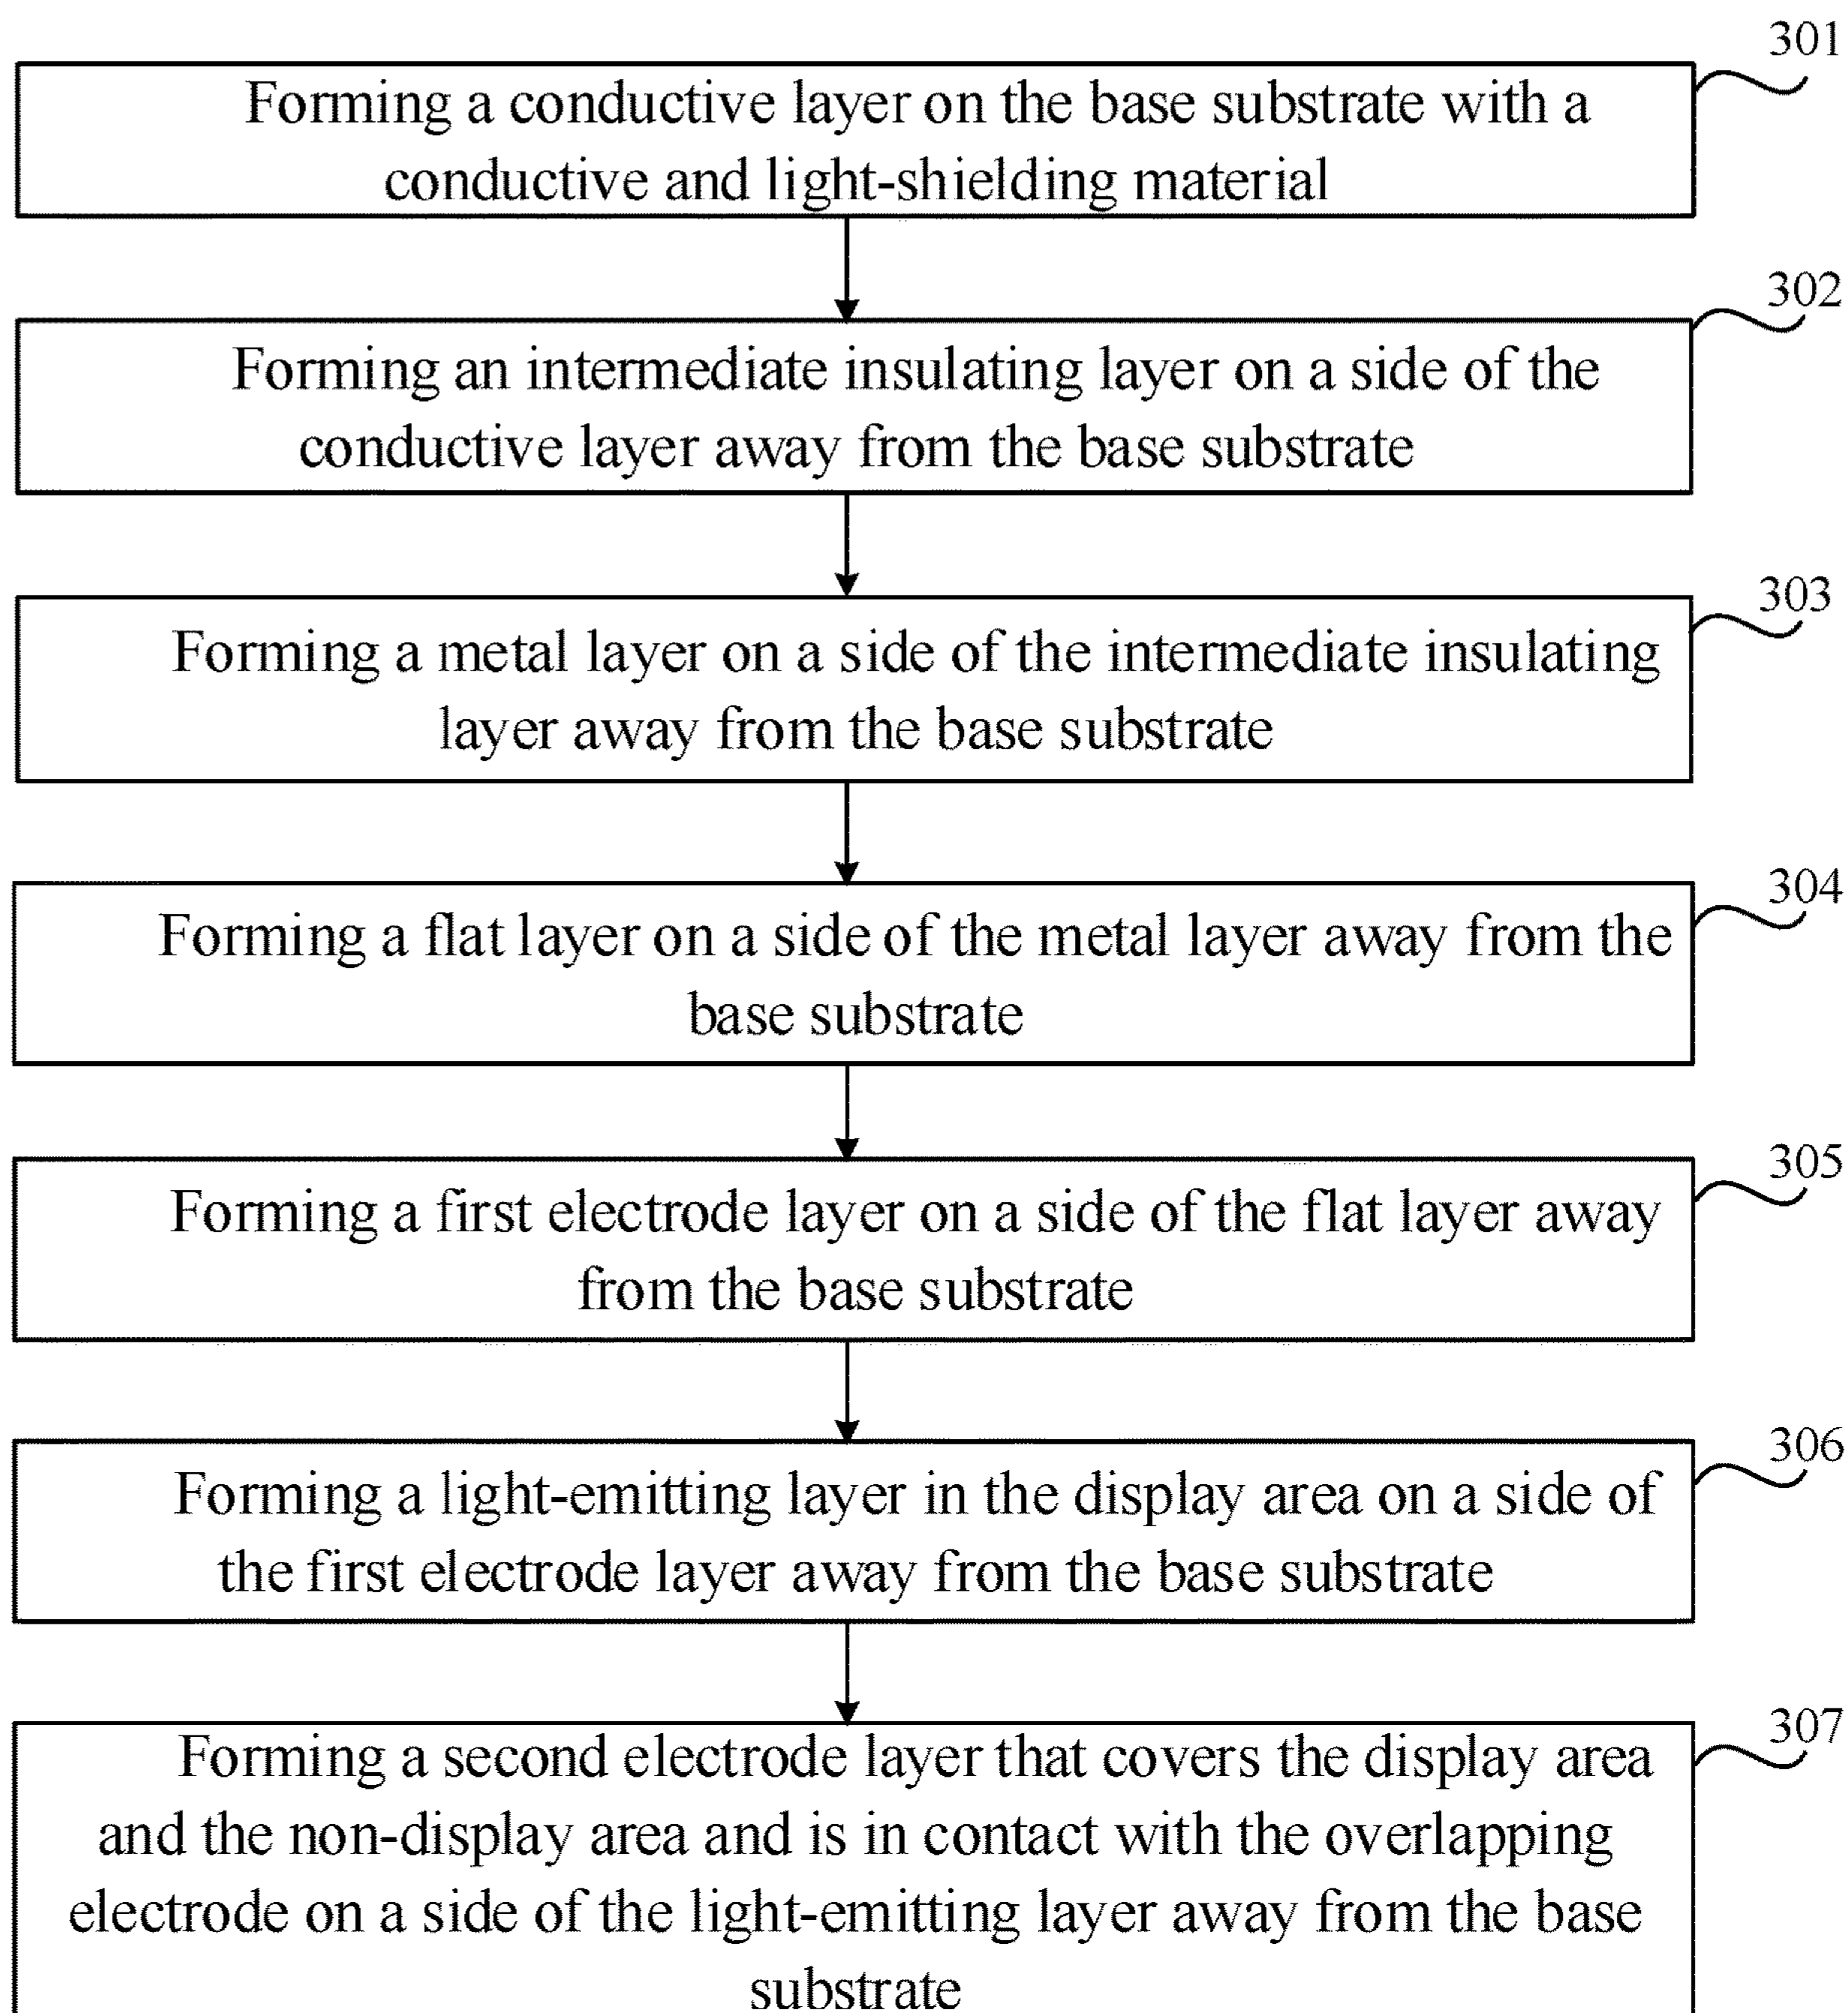 301
Forming a conductive layer on the base substrate with a
conductive and light-shielding material
302
Forming an intermediate insulating layer on a side of the
conductive layer away from the base substrate
303
Forming a metal layer on a side of the intermediate insulating
layer away from the base substrate
304
Forming a flat layer on a side of the metal layer away from the
base substrate
305
Forming a first electrode layer on a side of the flat layer away
from the base substrate
306
Forming a light-emitting layer in the display area on a side of
the first electrode layer away from the base substrate
307
Forming a second electrode layer that covers the display area
and the non-display area and is in contact with the overlapping
electrode on a side of the light-emitting layer away from the base
substrate